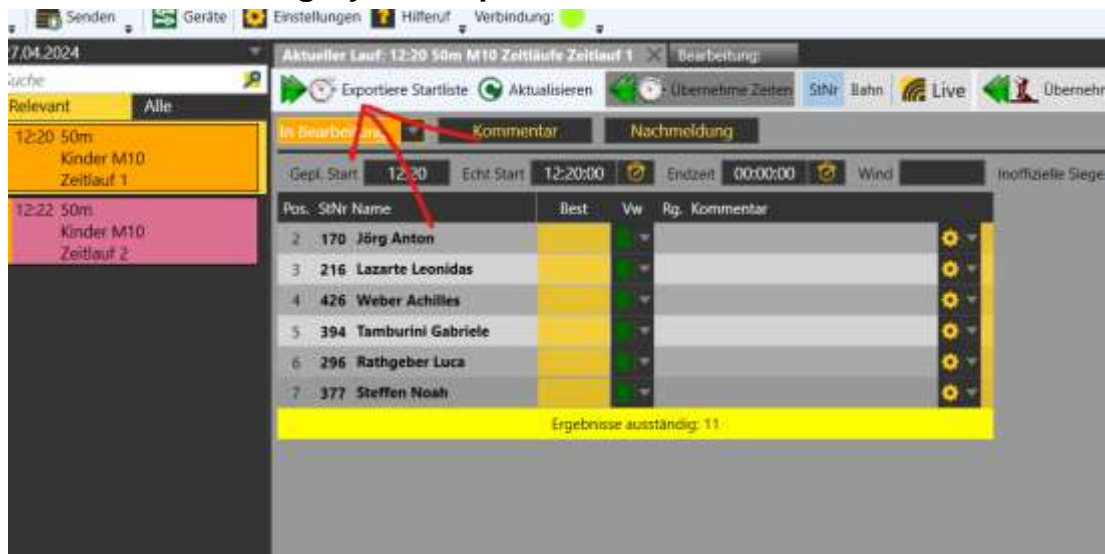 Senden Geräte Einstellungen Hilferuf Verbindung:
7.04.2024
Aktueller Lauf: 12:20 50m M10 Zeitläufe Zeitlauf 1 Bearbeitung:
Suche
Exportiere Startliste Aktualisieren Übernehme Zeiten StNr Bahn Live Übernehm
Relevant Alle
In Kommentar Nachmeldung
12:20 50m
Kinder M10
Zeitlauf 1
Gepl. Start 12:20 Echt Start 12:20:00 Endzeit 00:00:00 Wind Inoffizielle Siege
12:22 50m
Kinder M10
Zeitlauf 2
Pos. StNr Name Best Vw Rg. Kommentar
2 170 Jörg Anton
3 216 Lazarte Leonidas
4 426 Weber Achilles
5 394 Tamburini Gabriele
6 296 Rathgeber Luca
7 377 Steffen Noah
Ergebnisse ausständig: 11